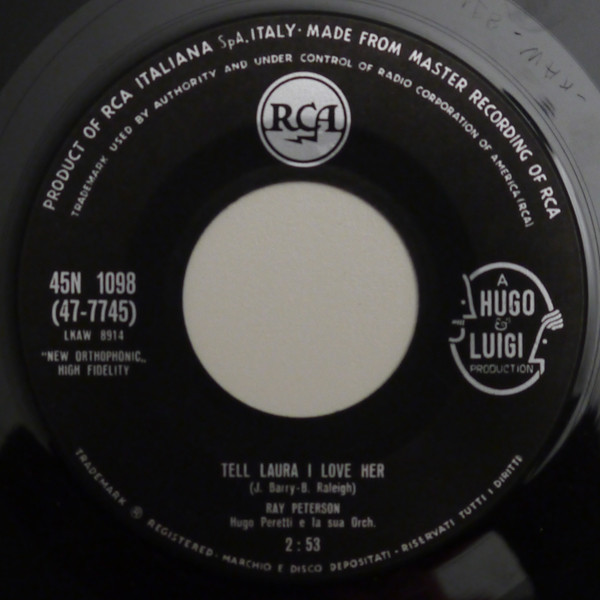 PRODUCT OF RCA ITALIANA SpA. ITALY · MADE FROM MASTER RECORDING OF RCA
TRADEMARK USED BY AUTHORITY AND UNDER CONTROL OF RADIO CORPORATION OF AMERICA (RCA)
RCA
45N 1098
(47-7745)
LKAW 8914
"NEW ORTHOPHONIC„
HIGH FIDELITY
A
HUGO
&
LUIGI
PRODUCTION
TELL LAURA I LOVE HER
(J. Barry-B. Raleigh)
RAY PETERSON
Hugo Peretti e la sua Orch.
2:53
TRADEMARK ® REGISTERED · MARCHIO E DISCO DEPOSITATI · RISERVATI TUTTI I DIRITTI